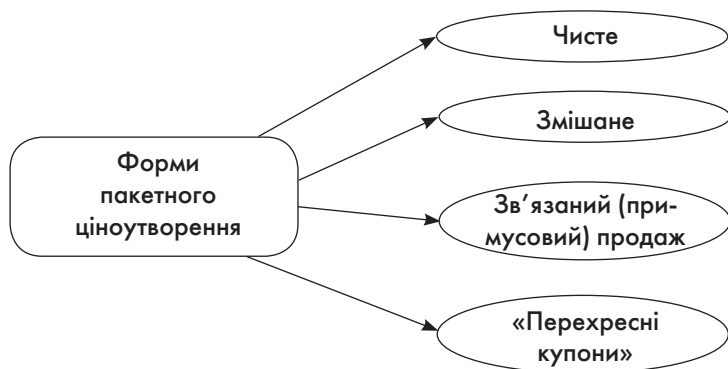 Форми
пакетного
ціноутворення
Чисте
Змішане
Зв’язаний (при-
мусовий) продаж
«Перехресні
купони»